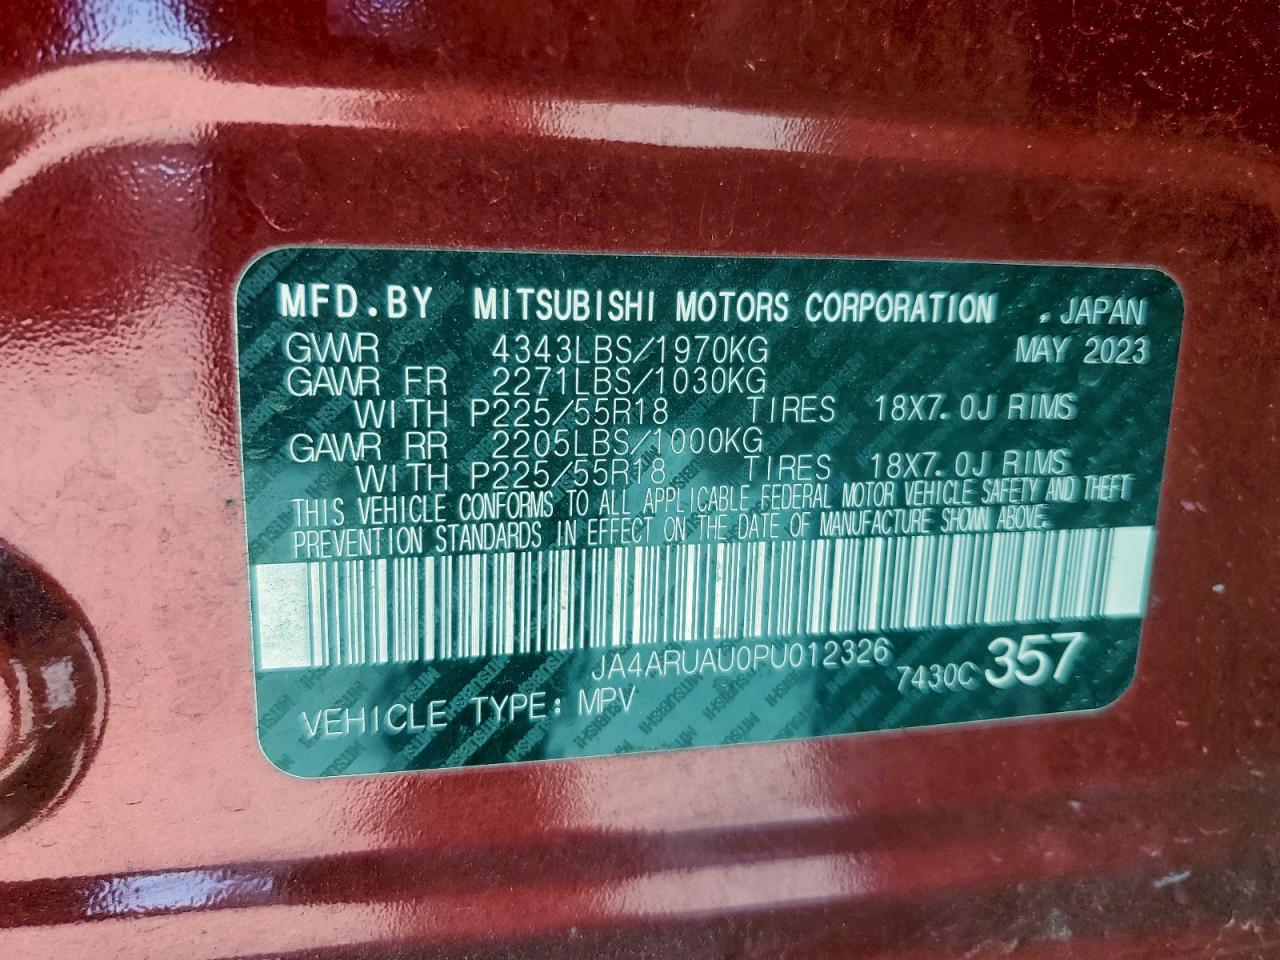 MFD.BY MITSUBISHI MOTORS CORPORATION . JAPAN
GWWR 4343LBS/1970KG MAY 2023
GAWR FR 2271LBS/1030KG
WITH P225/55R18 TIRES 18X7.0J RIMS
GAWR RR 2205LBS/1000KG
WITH P225/55R18 TIRES 18X7.0J RIMS
THIS VEHICLE CONFORMS TO ALL APPLICABLE FEDERAL MOTOR VEHICLE SAFETY AND THEFT
PREVENTION STANDARDS IN EFFECT ON THE DATE OF MANUFACTURE SHOWN ABOVE.
JA4ARUAU0PU012326 7430C 357
VEHICLE TYPE: MPV